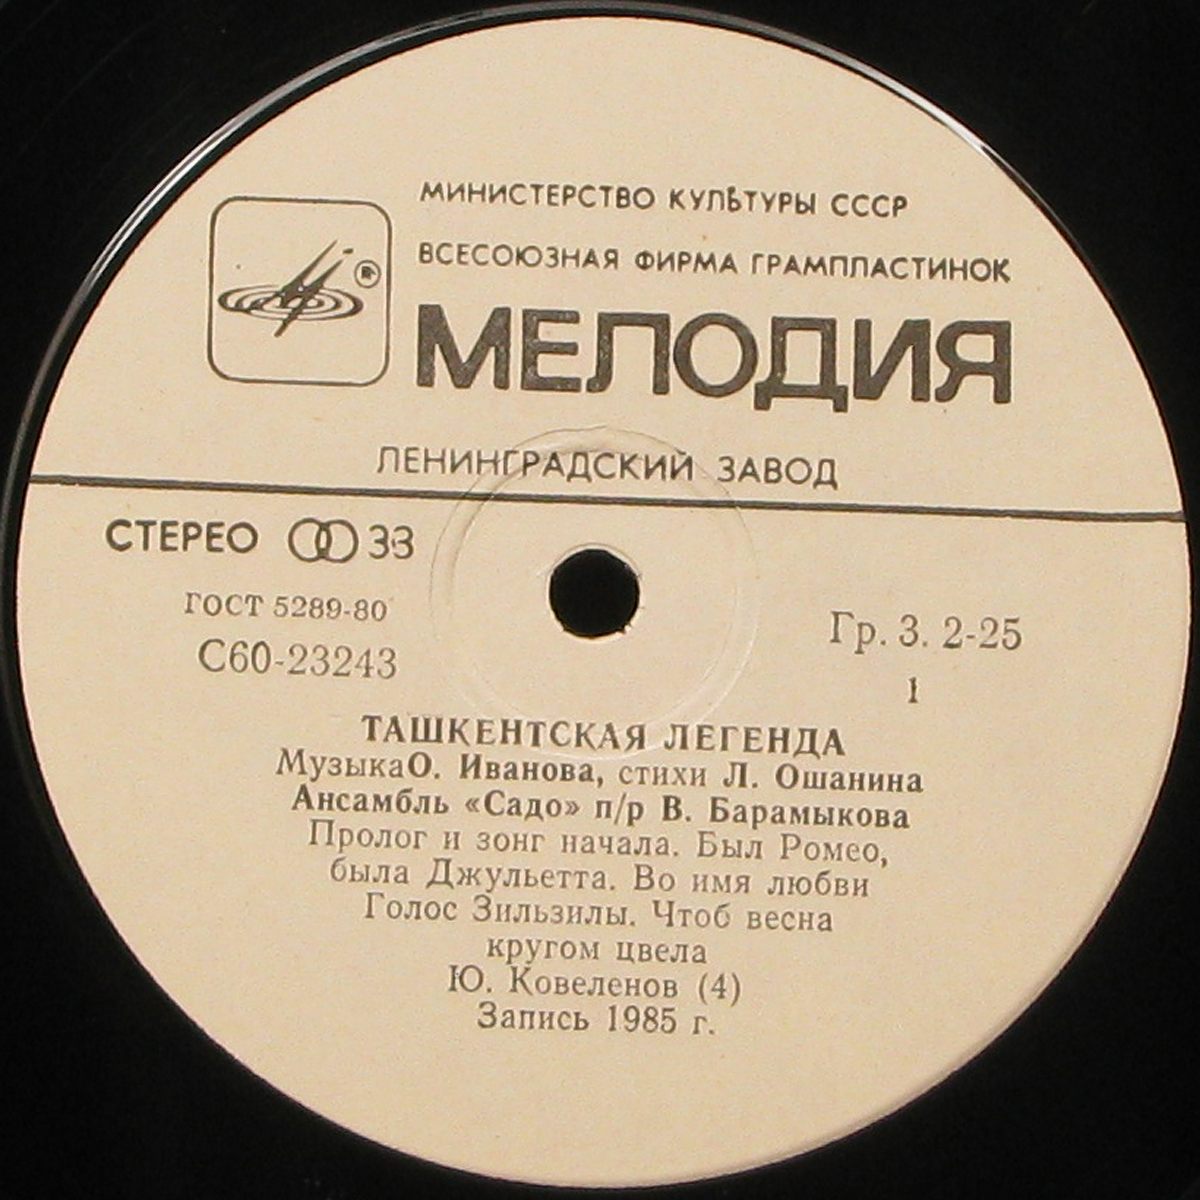 МИНИСТЕРСТВО КУЛЬТУРЫ СССР
ВСЕСОЮЗНАЯ ФИРМА ГРАМПЛАСТИНОК
МЕЛОДИЯ
ЛЕНИНГРАДСКИЙ ЗАВОД
СТЕРЕО 33
ГОСТ 5289-80
С60-23243
Гр. 3. 2-25
1
ТАШКЕНТСКАЯ ЛЕГЕНДА
МузыкаО. Иванова, стихи Л. Ошанина
Ансамбль «Садо» п/р В. Барамыкова
Пролог и зонг начала. Был Ромео,
была Джульетта. Во имя любви
Голос Зильзилы. Чтоб весна
кругом цвела
Ю. Ковеленов (4)
Запись 1985 г.